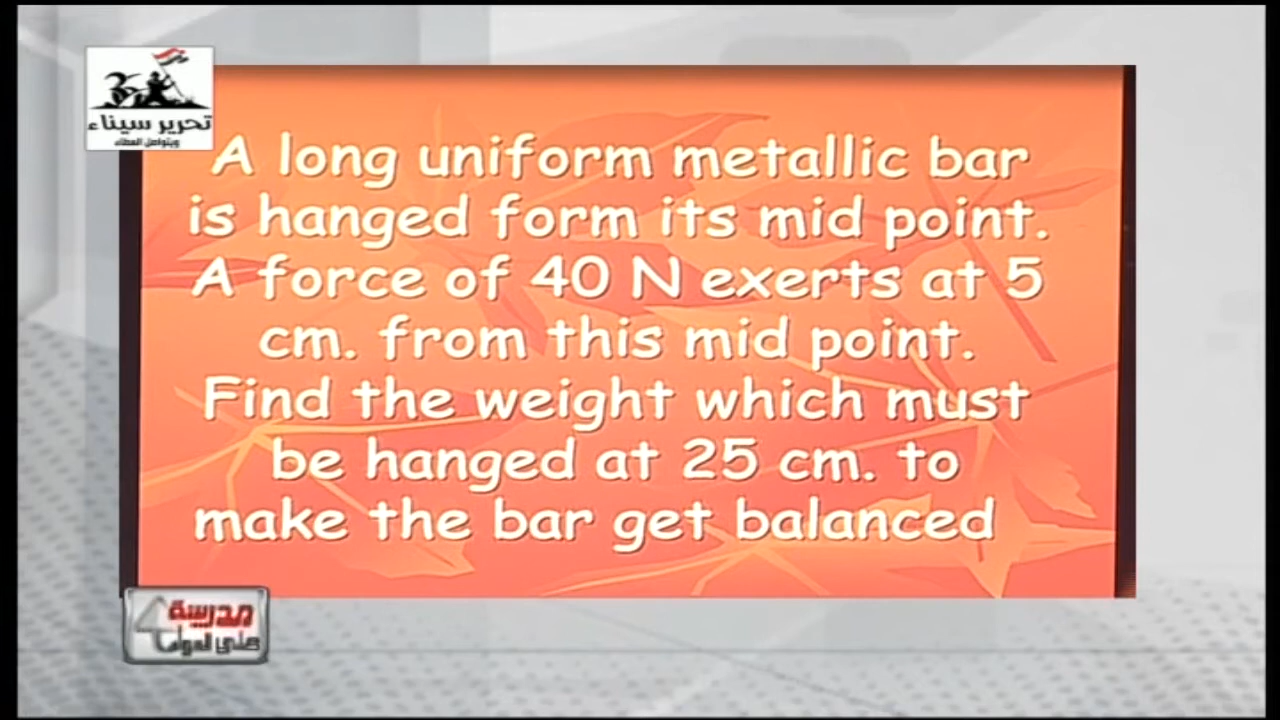 تحرير سيناء
ويتواصل العطاء
A long uniform metallic bar
is hanged form its mid point.
A force of 40 N exerts at 5
cm. from this mid point.
Find the weight which must
be hanged at 25 cm. to
make the bar get balanced
مدرسة
على الهواء